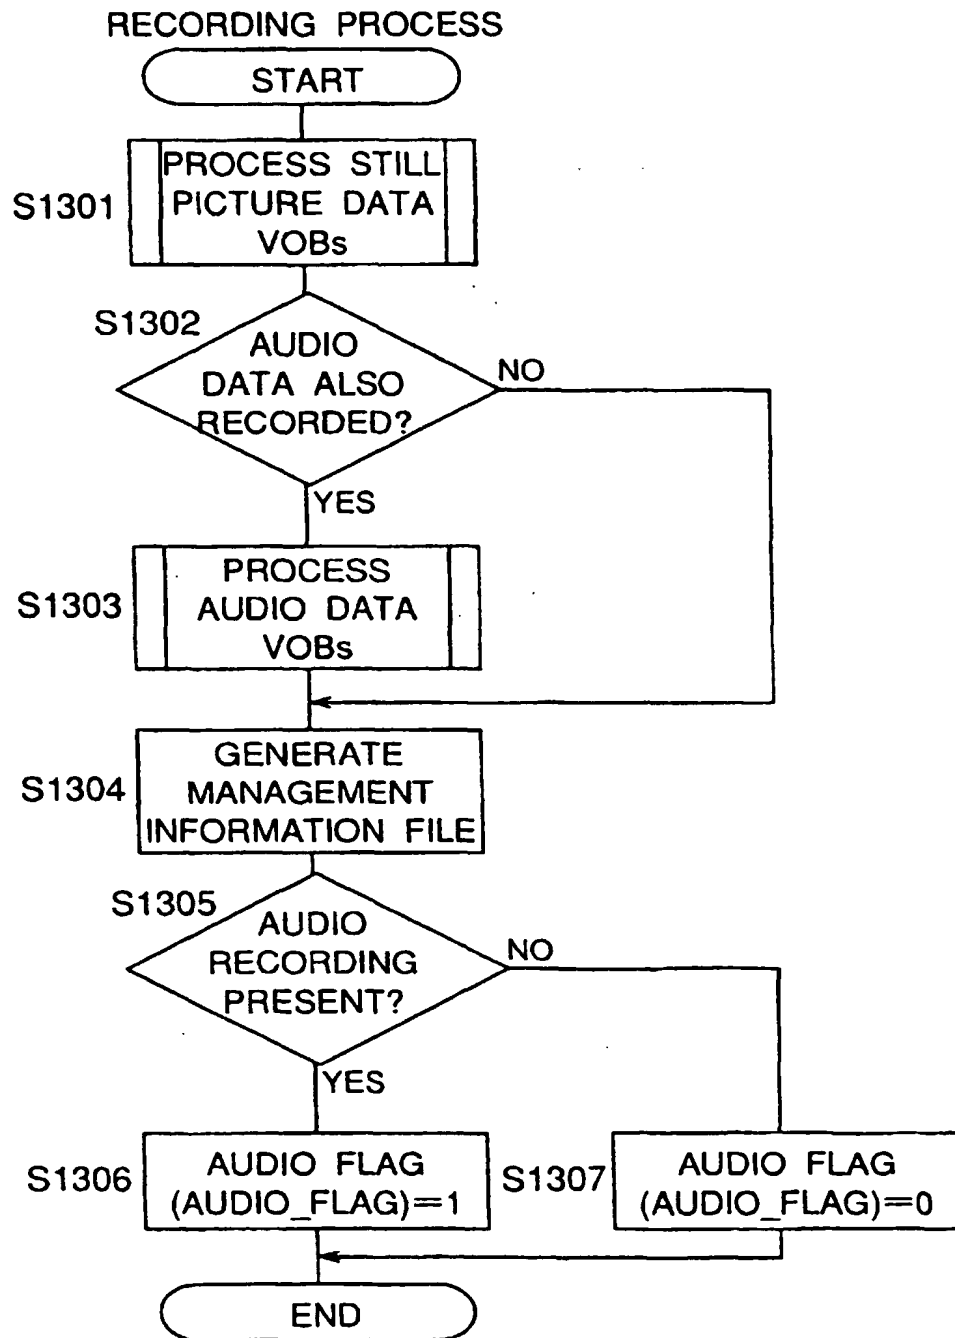 RECORDING PROCESS
START
S1301
PROCESS STILL
PICTURE DATA
VOBs
S1302
AUDIO
DATA ALSO
RECORDED?
NO
YES
S1303
PROCESS
AUDIO DATA
VOBs
S1304
GENERATE
MANAGEMENT
INFORMATION FILE
S1305
AUDIO
RECORDING
PRESENT?
NO
YES
S1306
AUDIO FLAG
(AUDIO_FLAG)=1
S1307
AUDIO FLAG
(AUDIO_FLAG)=0
END